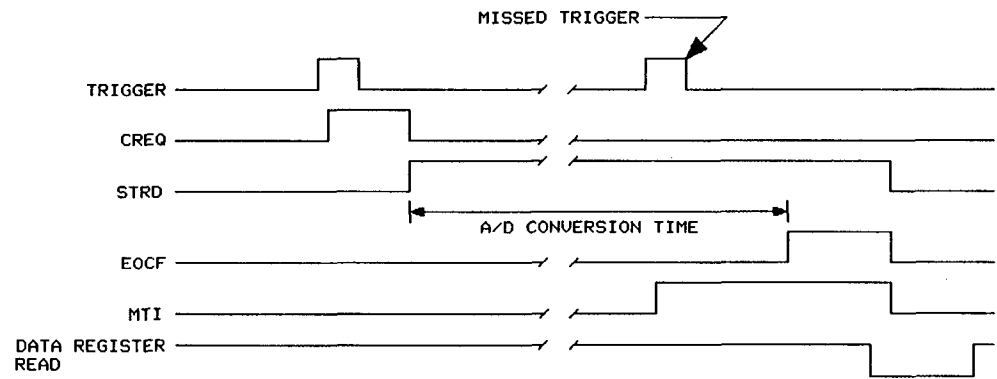 MISSED TRIGGER
TRIGGER
CREQ
STRD
A/D CONVERSION TIME
EOCF
MTI
DATA REGISTER
READ